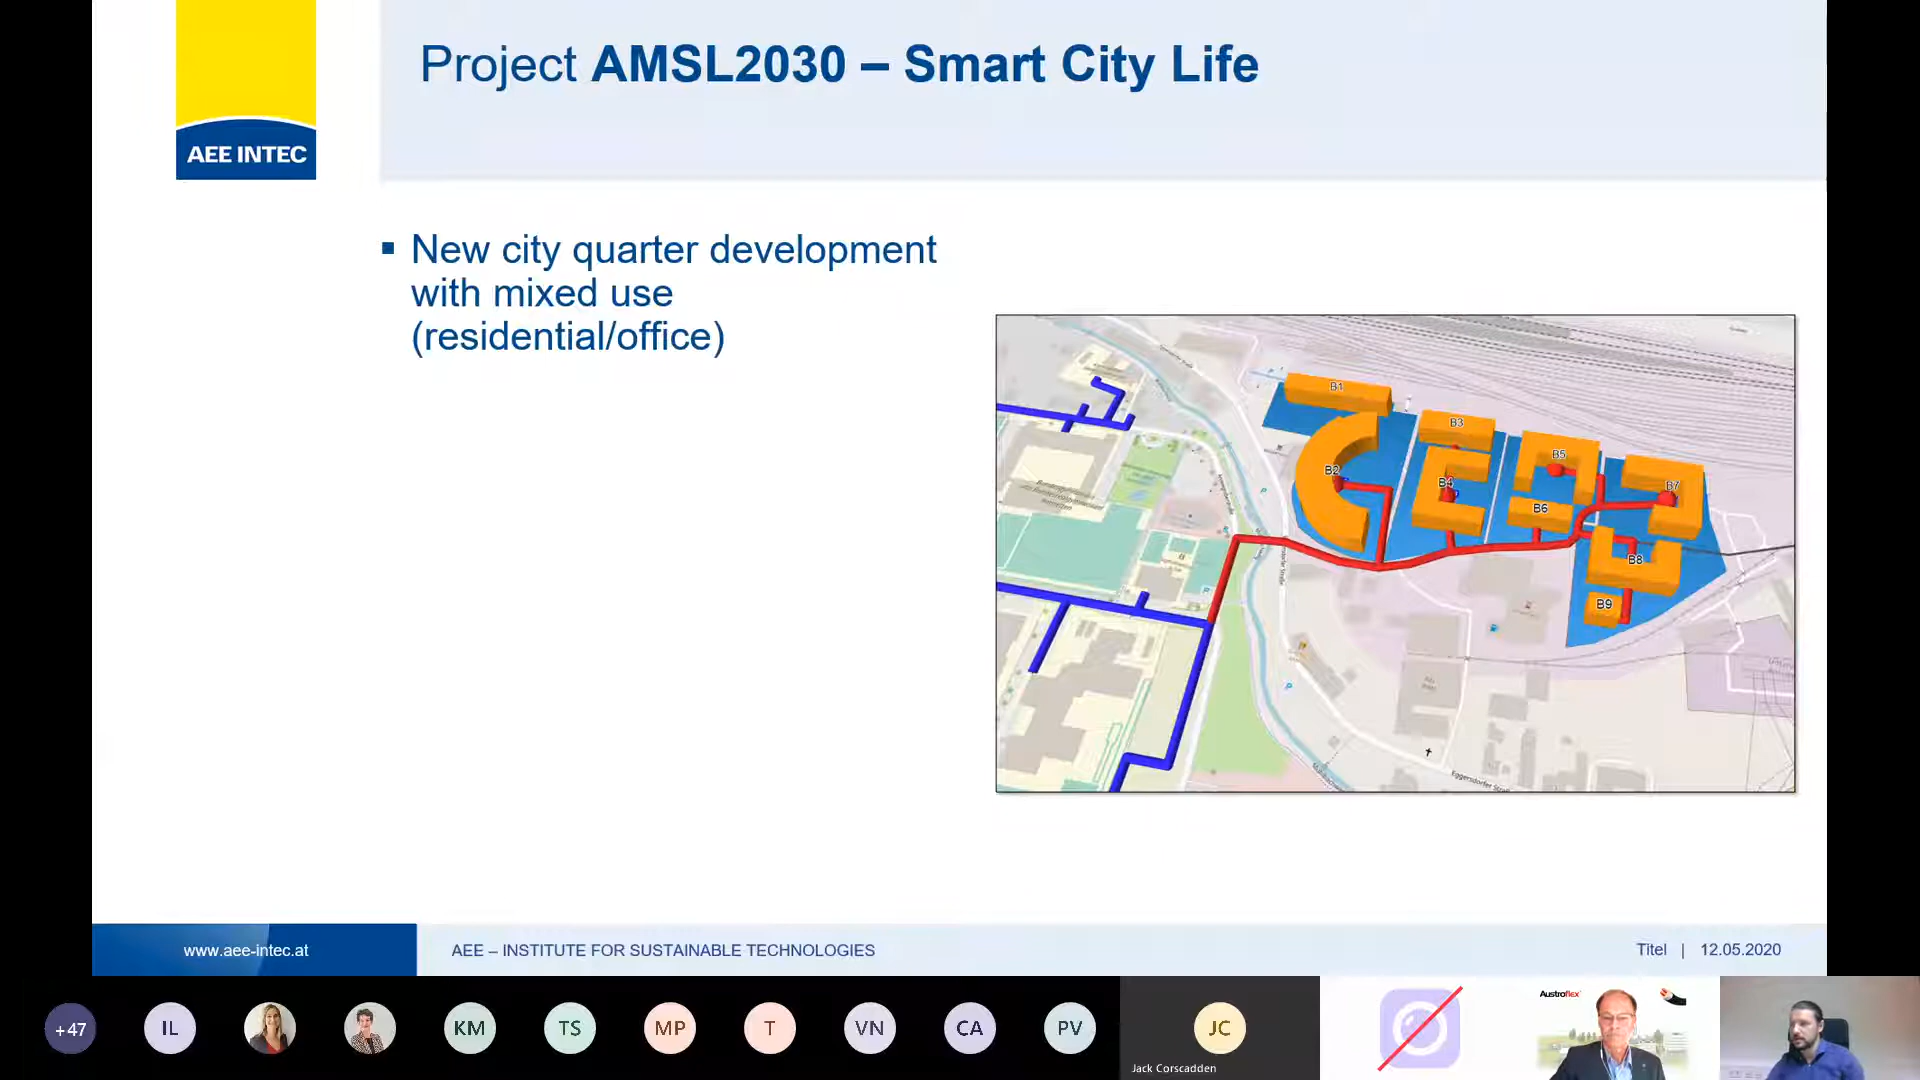 Project AMSL2030 – Smart City Life
AEE INTEC
▪ New city quarter development
with mixed use
(residential/office)
B1
B3
B2
B4
B5
B7
B6
B8
B9
P
P
P
Eggersdorfer Straße
www.aee-intec.at
AEE – INSTITUTE FOR SUSTAINABLE TECHNOLOGIES
Titel | 12.05.2020
+47
IL
KM
TS
MP
T
VN
CA
PV
JC
Jack Corscadden
Austroflex